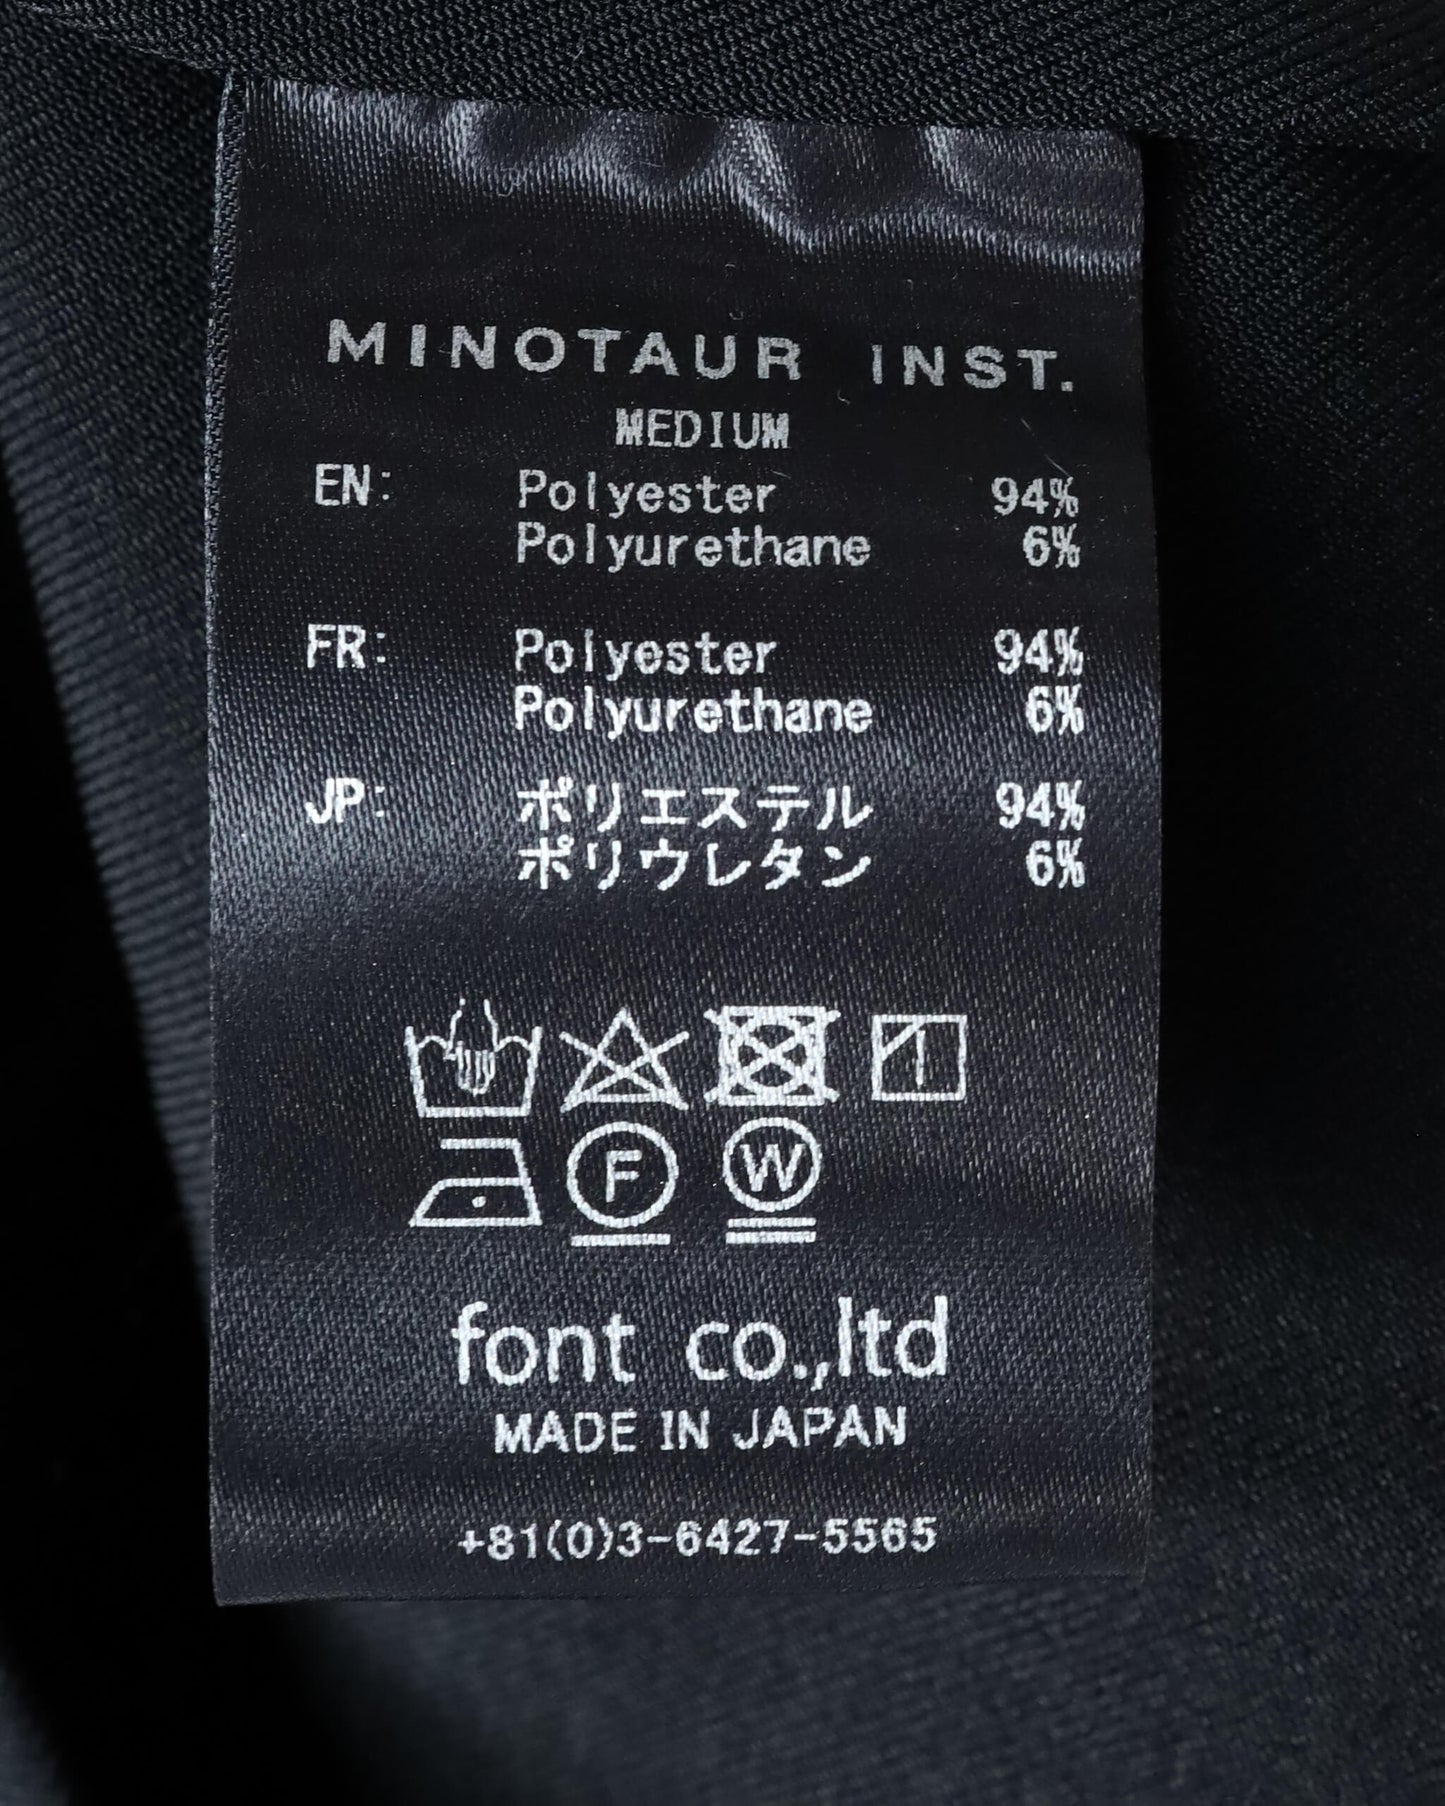 MINOTAUR INST.
MEDIUM
EN: Polyester 94%
Polyurethane 6%
FR: Polyester 94%
Polyurethane 6%
JP: ポリエステル 94%
ポリウレタン 6%
F W
font co.,ltd
MADE IN JAPAN
+81(0)3-6427-5565